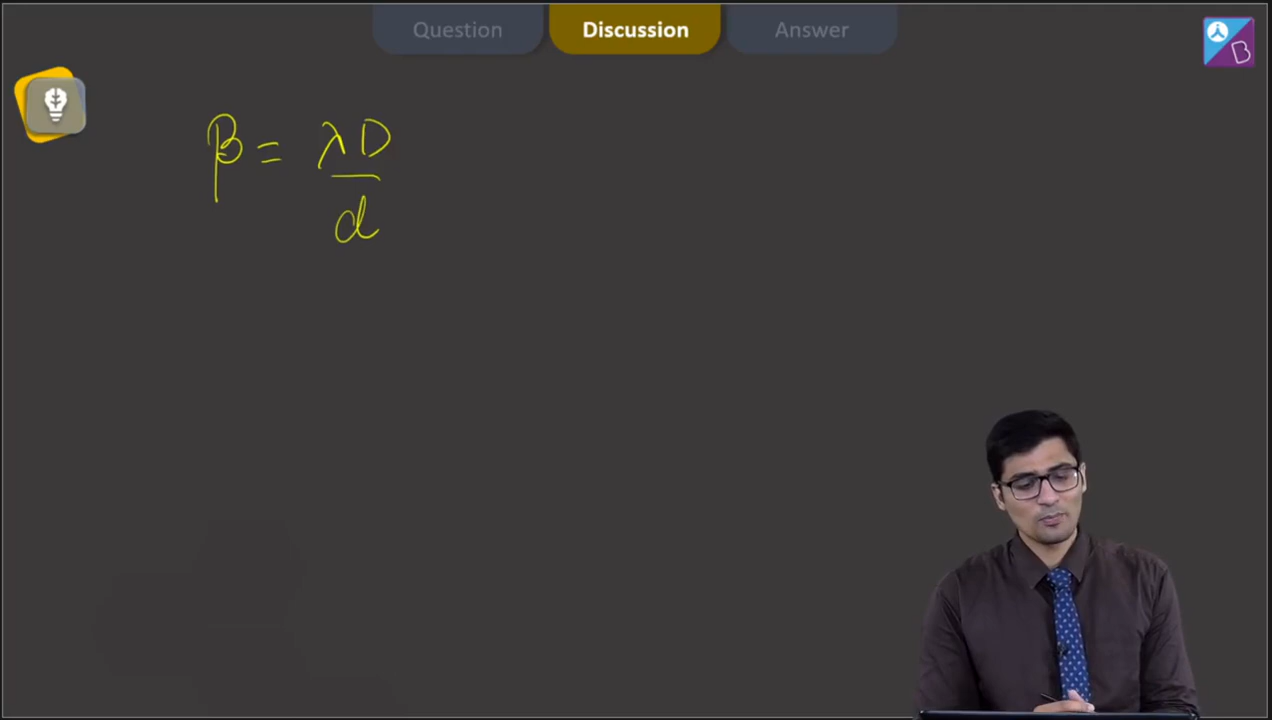 Question
Discussion
Answer
β = λD
d
B